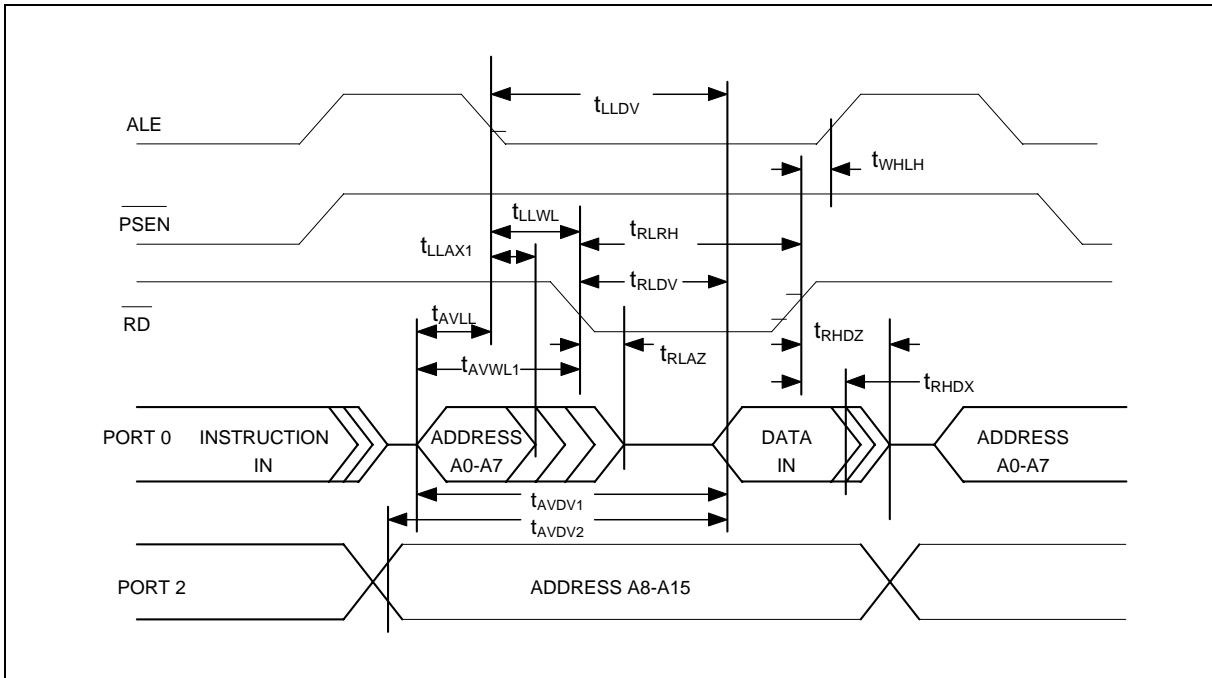 ALE
tLLDV
tWHLH
PSEN
tLLWL
tRLRH
tLLAX1
tRLDV
RD
tAVLL
tRLAZ
tRHDZ
tAVWL1
tRHDX
PORT 0
INSTRUCTION
IN
ADDRESS
A0-A7
DATA
IN
ADDRESS
A0-A7
tAVDV1
tAVDV2
PORT 2
ADDRESS A8-A15